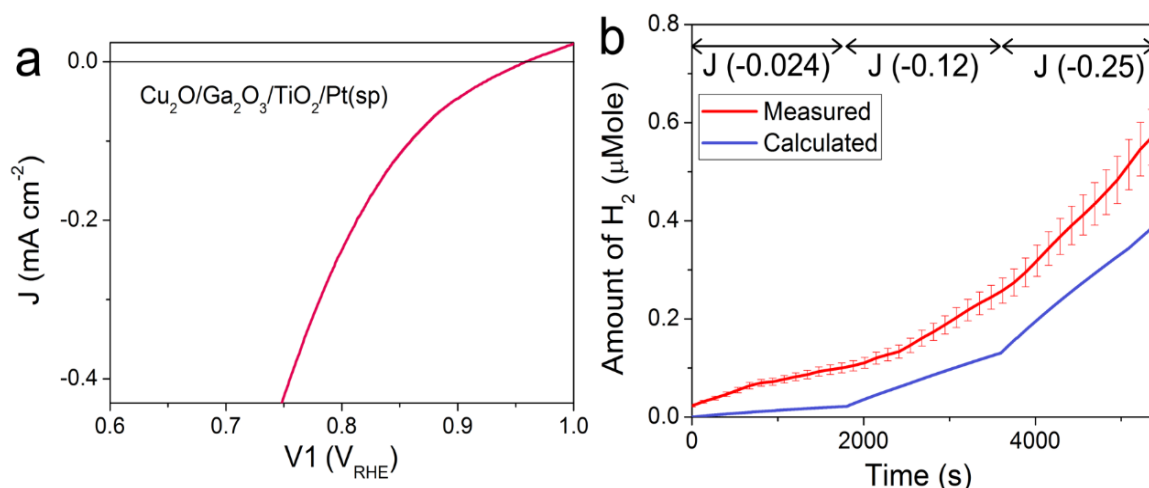 a
Cu₂O/Ga₂O₃/TiO₂/Pt(sp)
J (mA cm⁻²)
0.0
-0.2
-0.4
0.6
0.7
0.8
0.9
1.0
V1 (V_RHE)
b
J (-0.024)
J (-0.12)
J (-0.25)
Measured
Calculated
Amount of H₂ (μMole)
0.8
0.6
0.4
0.2
0.0
0
2000
4000
Time (s)